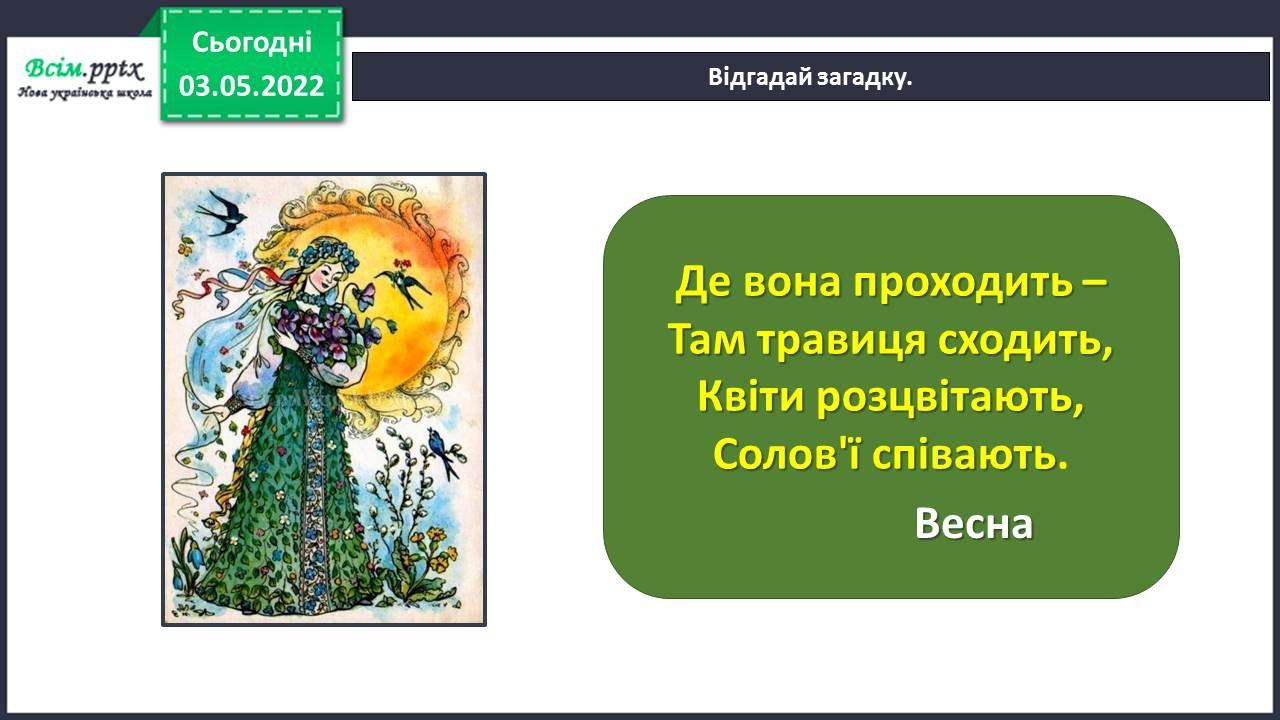 Всім.pptx
Нова українська школа
Сьогодні
03.05.2022
Відгадай загадку.
Де вона проходить –
Там травиця сходить,
Квіти розцвітають,
Солов'ї співають.
Весна